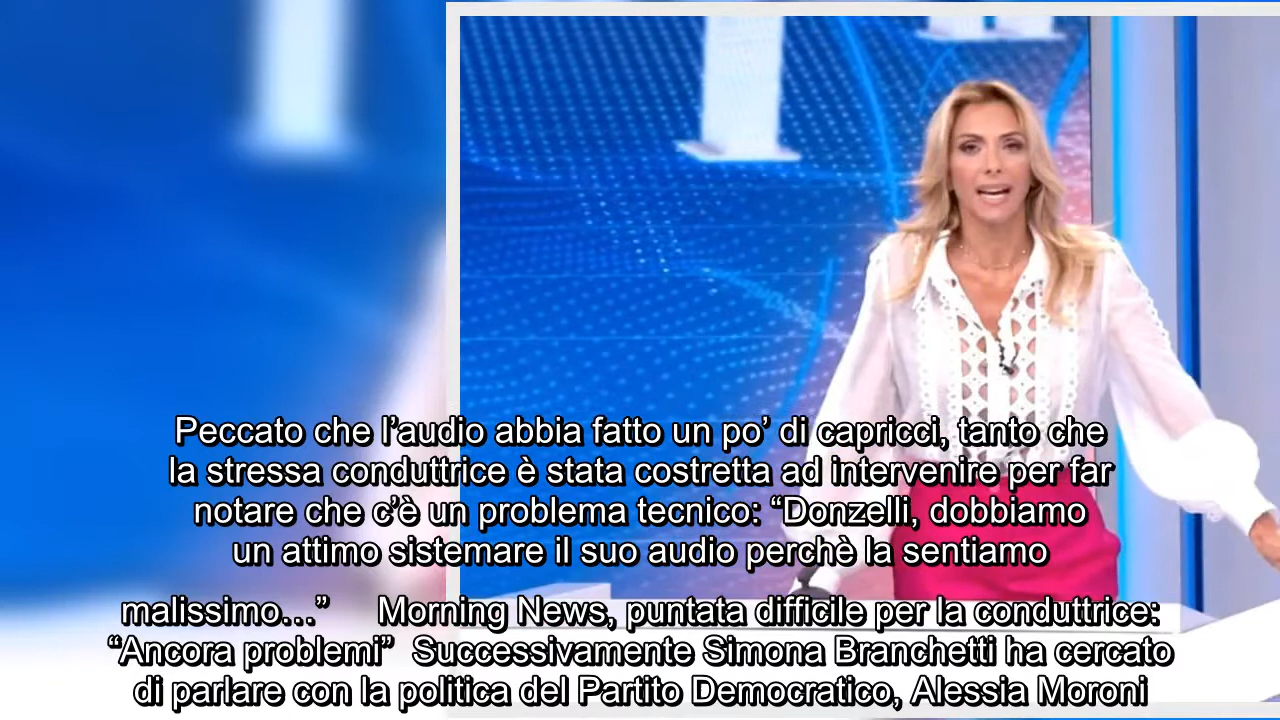 Peccato che l’audio abbia fatto un po’ di capricci, tanto che
la stressa conduttrice è stata costretta ad intervenire per far
notare che c’è un problema tecnico: “Donzelli, dobbiamo
un attimo sistemare il suo audio perchè la sentiamo
malissimo…” Morning News, puntata difficile per la conduttrice:
“Ancora problemi” Successivamente Simona Branchetti ha cercato
di parlare con la politica del Partito Democratico, Alessia Moroni